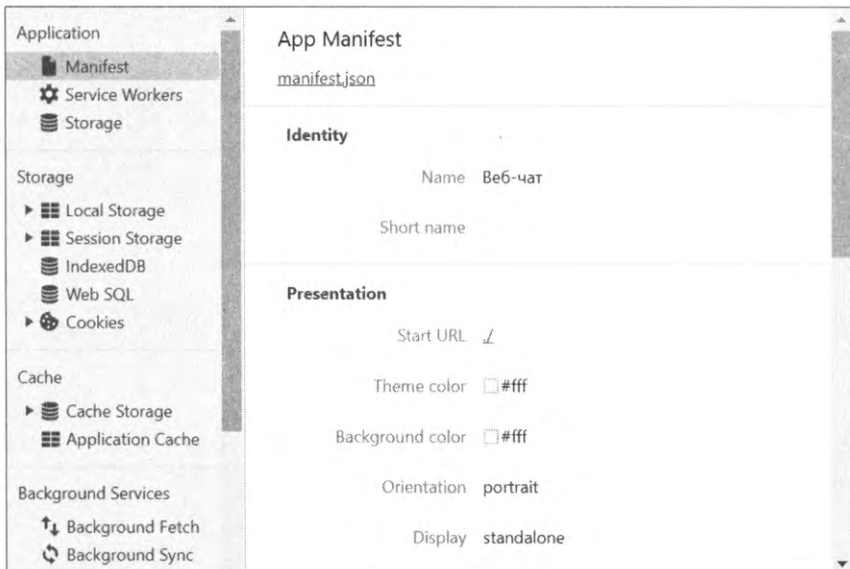 Application
Manifest
Service Workers
Storage
Storage
Local Storage
Session Storage
IndexedDB
Web SQL
Cookies
Cache
Cache Storage
Application Cache
Background Services
Background Fetch
Background Sync
App Manifest
manifest.json
Identity
Name Веб-чат
Short name
Presentation
Start URL ./
Theme color #fff
Background color #fff
Orientation portrait
Display standalone